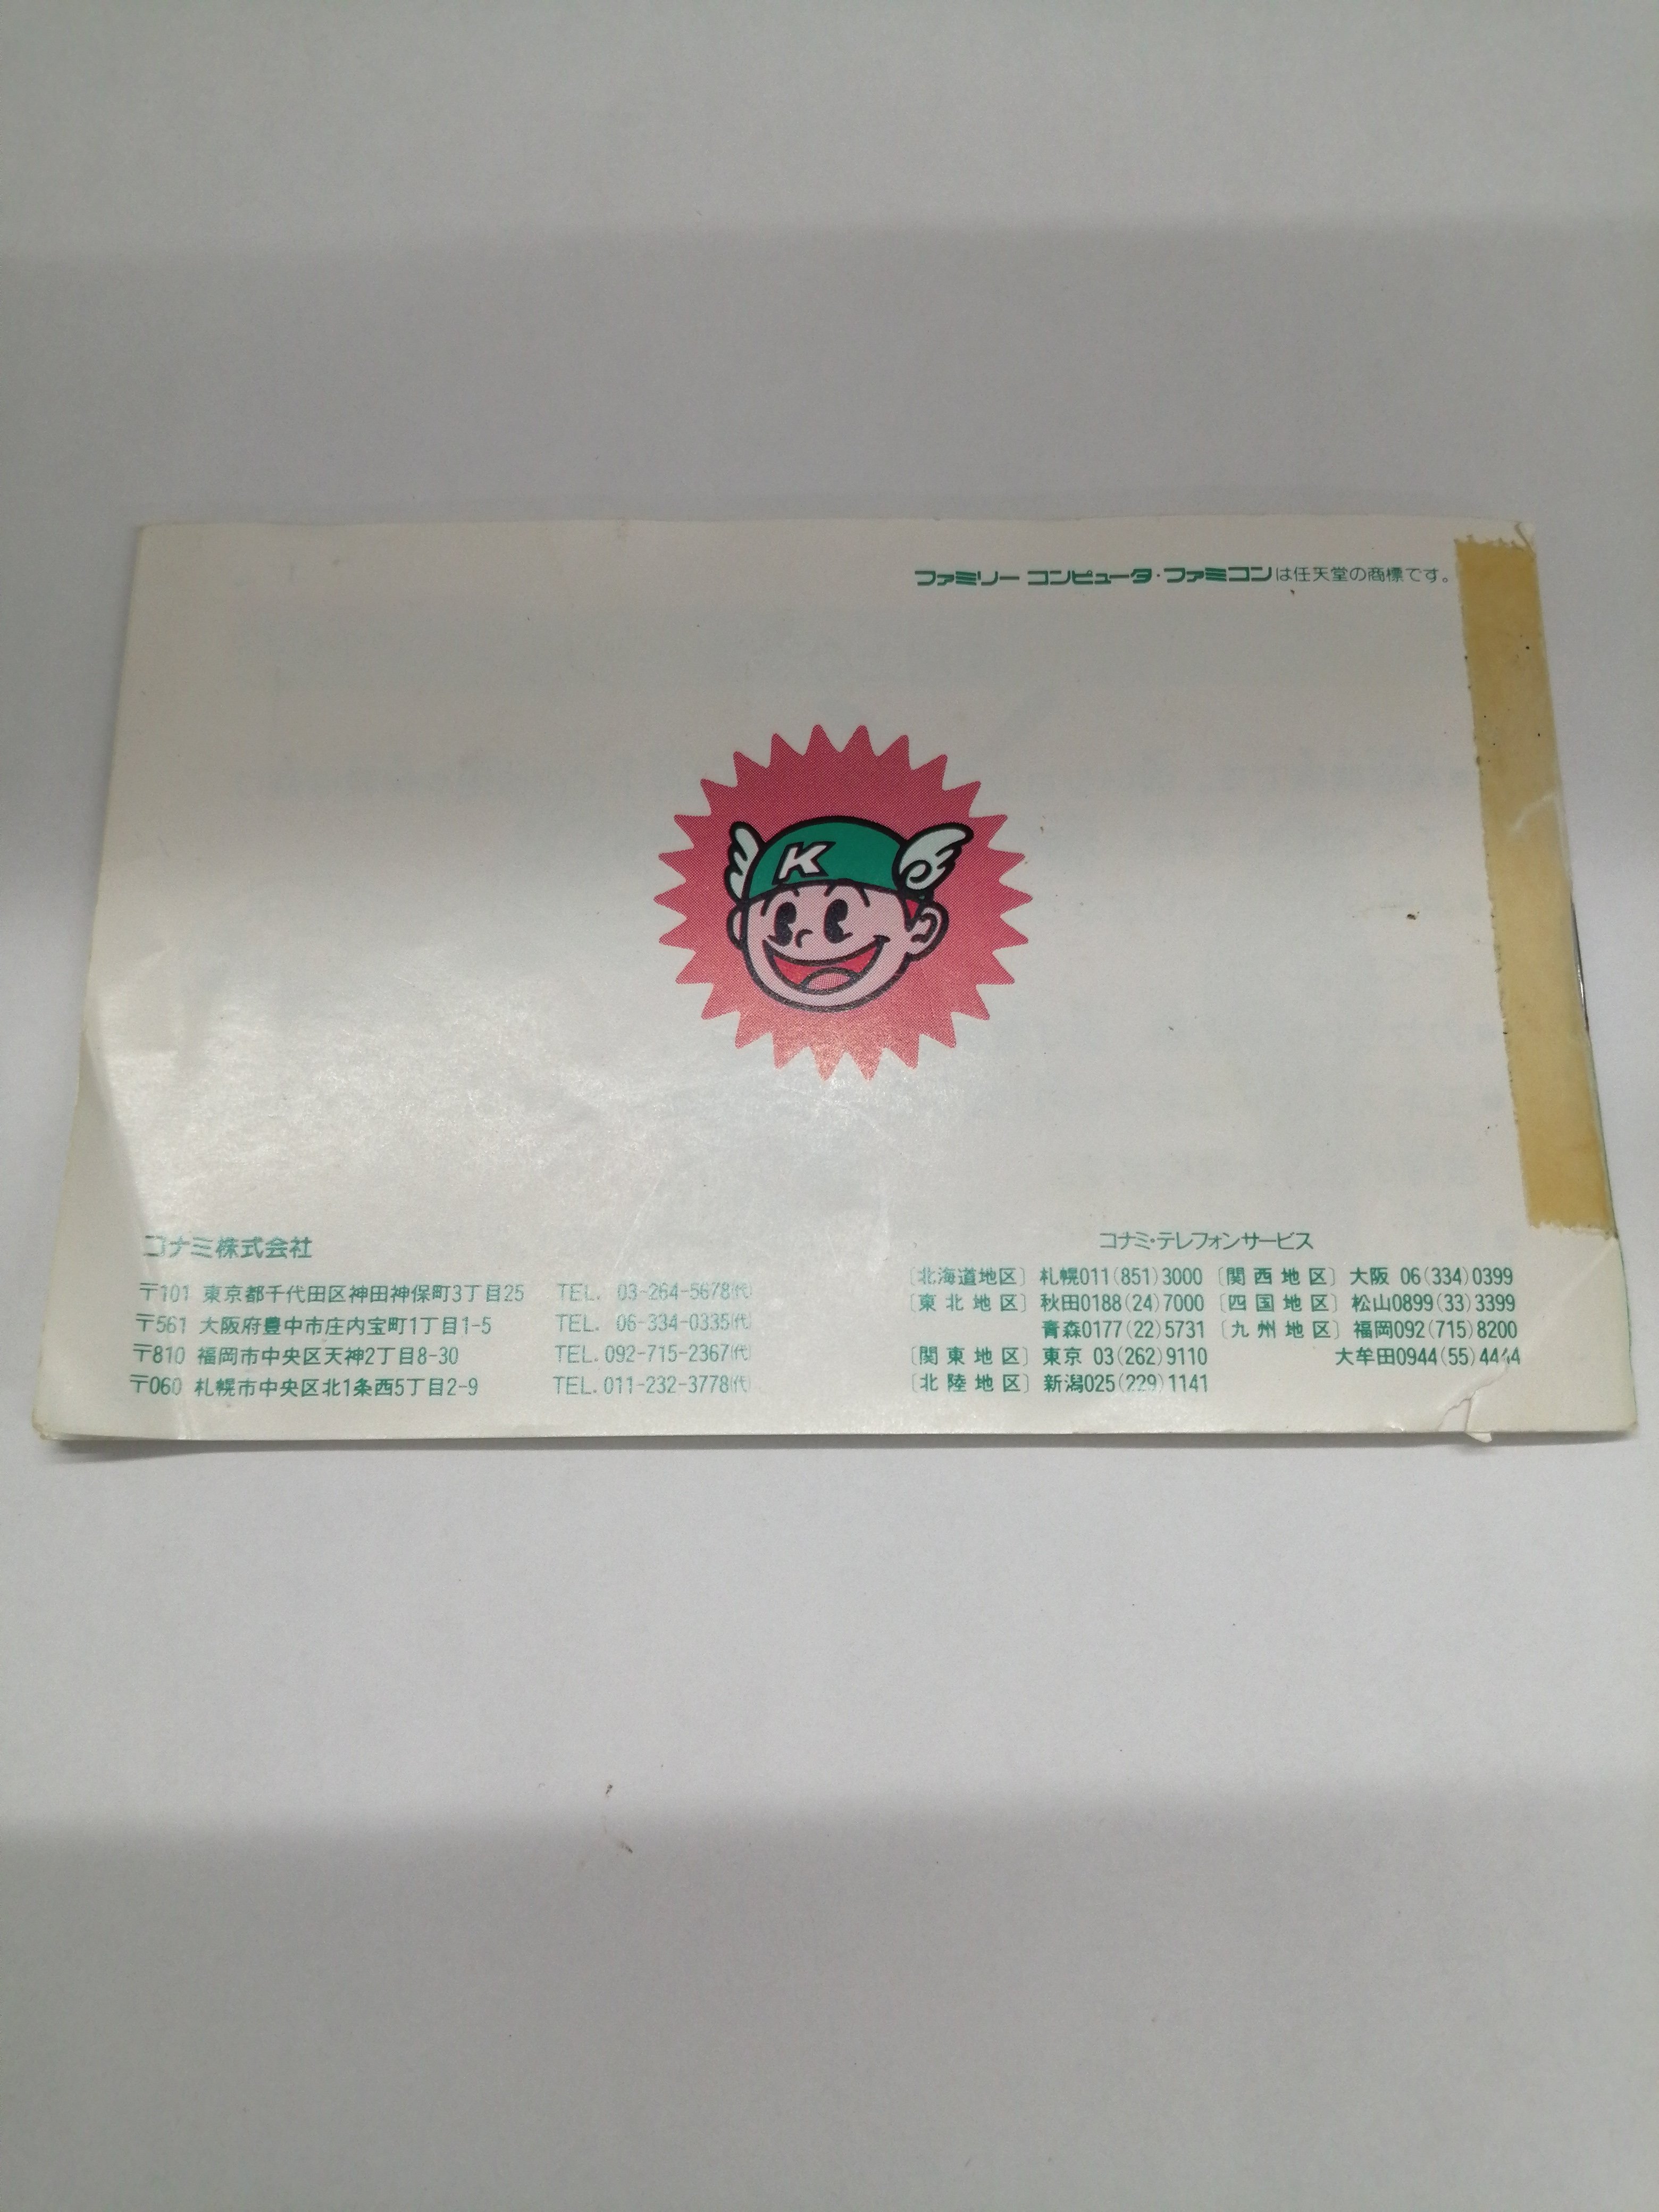 ファミリー コンピュータ・ファミコンは任天堂の商標です。
K
コナミ株式会社
〒101 東京都千代田区神田神保町3丁目25 TEL. 03-264-5678(代)
〒561 大阪府豊中市庄内宝町1丁目1-5 TEL. 06-334-0335(代)
〒810 福岡市中央区天神2丁目8-30 TEL. 092-715-2367(代)
〒060 札幌市中央区北1条西5丁目2-9 TEL. 011-232-3778(代)
コナミ・テレフォンサービス
〔北海道地区〕 札幌011(851)3000 〔関西地区〕 大阪 06(334)0399
〔東北地区〕 秋田0188(24)7000 〔四国地区〕 松山0899(33)3399
青森0177(22)5731 〔九州地区〕 福岡092(715)8200
〔関東地区〕 東京 03(262)9110 大牟田0944(55)4444
〔北陸地区〕 新潟025(229)1141